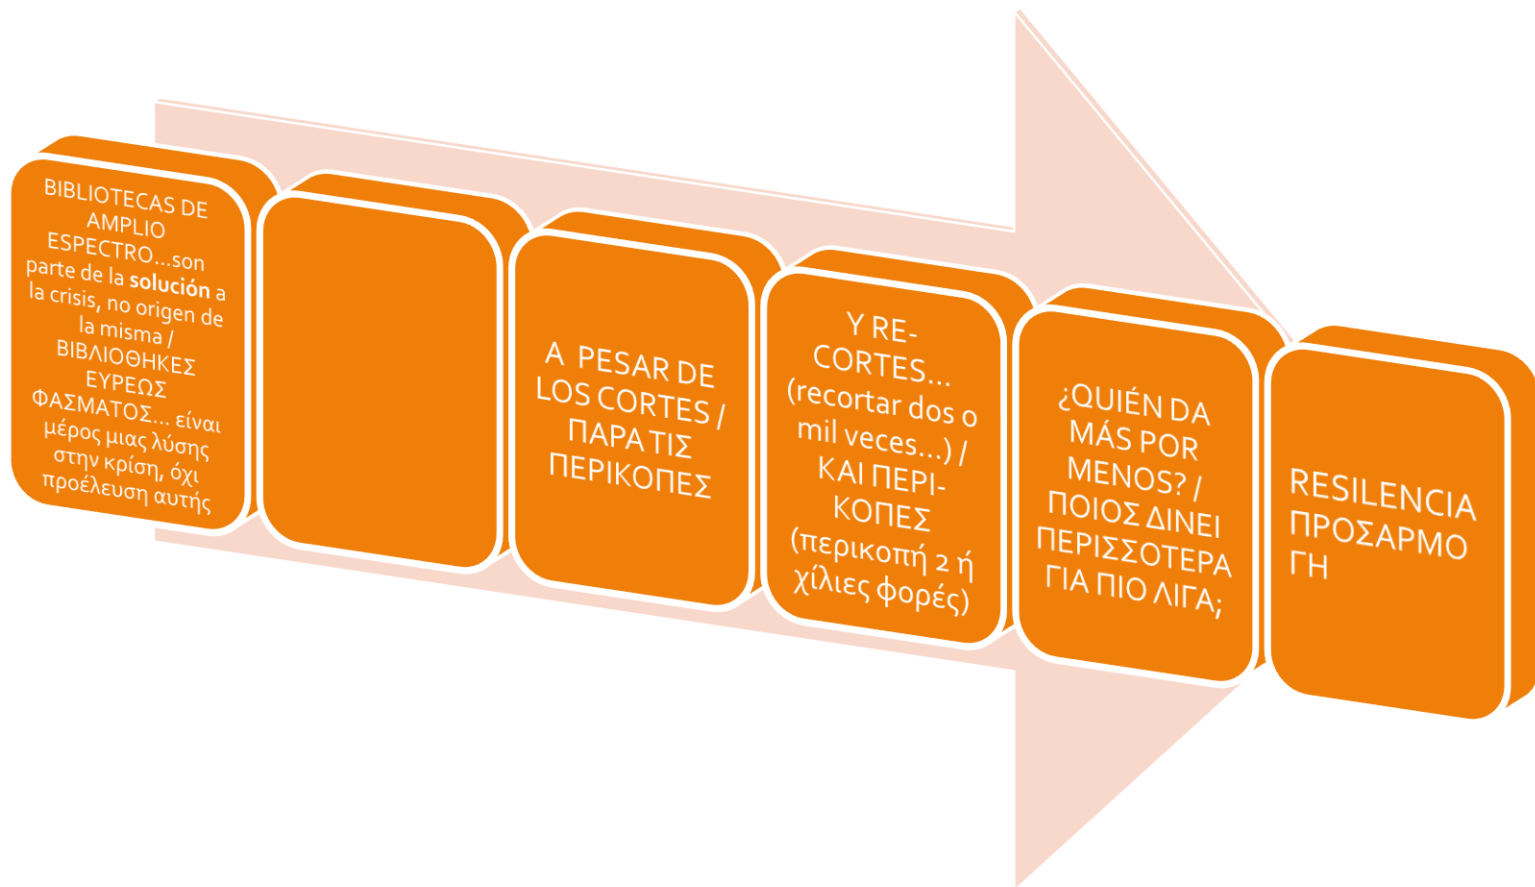 BIBLIOTECAS DE
AMPLIO
ESPECTRO...son
parte de la solución a
la crisis, no origen de
la misma /
ΒΙΒΛΙΟΘΗΚΕΣ
ΕΥΡΕΩΣ
ΦΑΣΜΑΤΟΣ... είναι
μέρος μιας λύσης
στην κρίση, όχι
προέλευση αυτής
A PESAR DE
LOS CORTES /
ΠΑΡΑ ΤΙΣ
ΠΕΡΙΚΟΠΕΣ
Y RE-
CORTES...
(recortar dos o
mil veces...) /
ΚΑΙ ΠΕΡΙ-
ΚΟΠΕΣ
(περικοπή 2 ή
χίλιες φορές)
¿QUIÉN DA
MÁS POR
MENOS? /
ΠΟΙΟΣ ΔΙΝΕΙ
ΠΕΡΙΣΣΟΤΕΡΑ
ΓΙΑ ΠΙΟ ΛΙΓΑ;
RESILENCIA
ΠΡΟΣΑΡΜΟ
ΓΗ